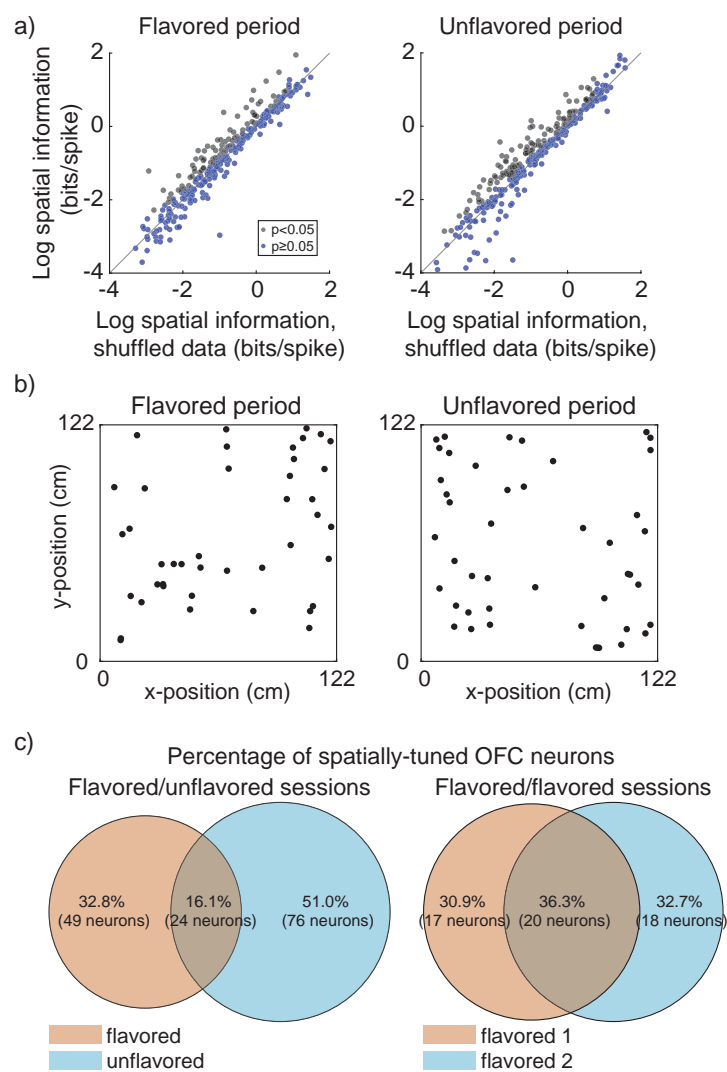 a)
Flavored period
Unflavored period
Log spatial information
(bits/spike)
2
0
-2
-4
-4
-2
0
2
p<0.05
p≥0.05
Log spatial information,
shuffled data (bits/spike)
2
0
-2
-4
-4
-2
0
2
Log spatial information,
shuffled data (bits/spike)
b)
Flavored period
Unflavored period
122
y-position (cm)
0
0
x-position (cm)
122
122
0
0
x-position (cm)
122
c)
Percentage of spatially-tuned OFC neurons
Flavored/unflavored sessions
Flavored/flavored sessions
32.8%
(49 neurons)
16.1%
(24 neurons)
51.0%
(76 neurons)
30.9%
(17 neurons)
36.3%
(20 neurons)
32.7%
(18 neurons)
flavored
unflavored
flavored 1
flavored 2